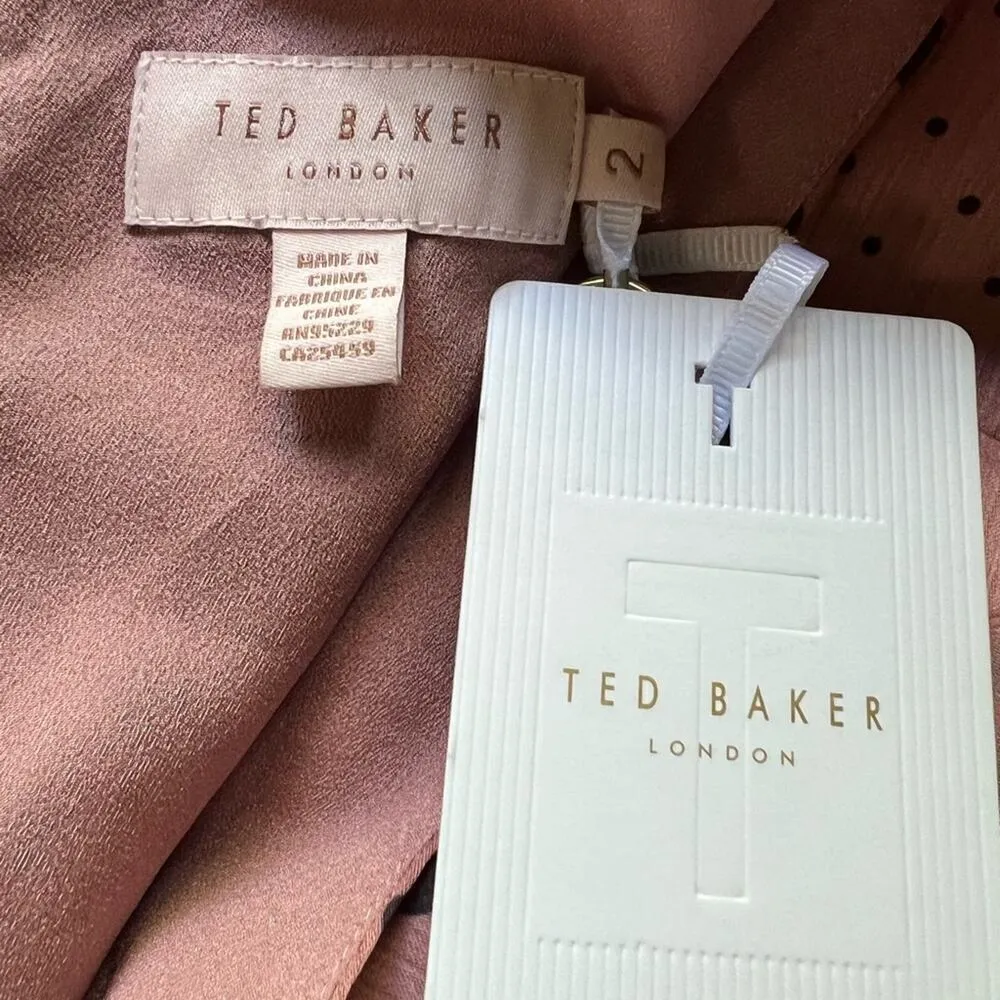 TED BAKER
LONDON
2
MADE IN
CHINA
FABRIQUE EN
CHINE
RN95229
CA25459
TED BAKER
LONDON